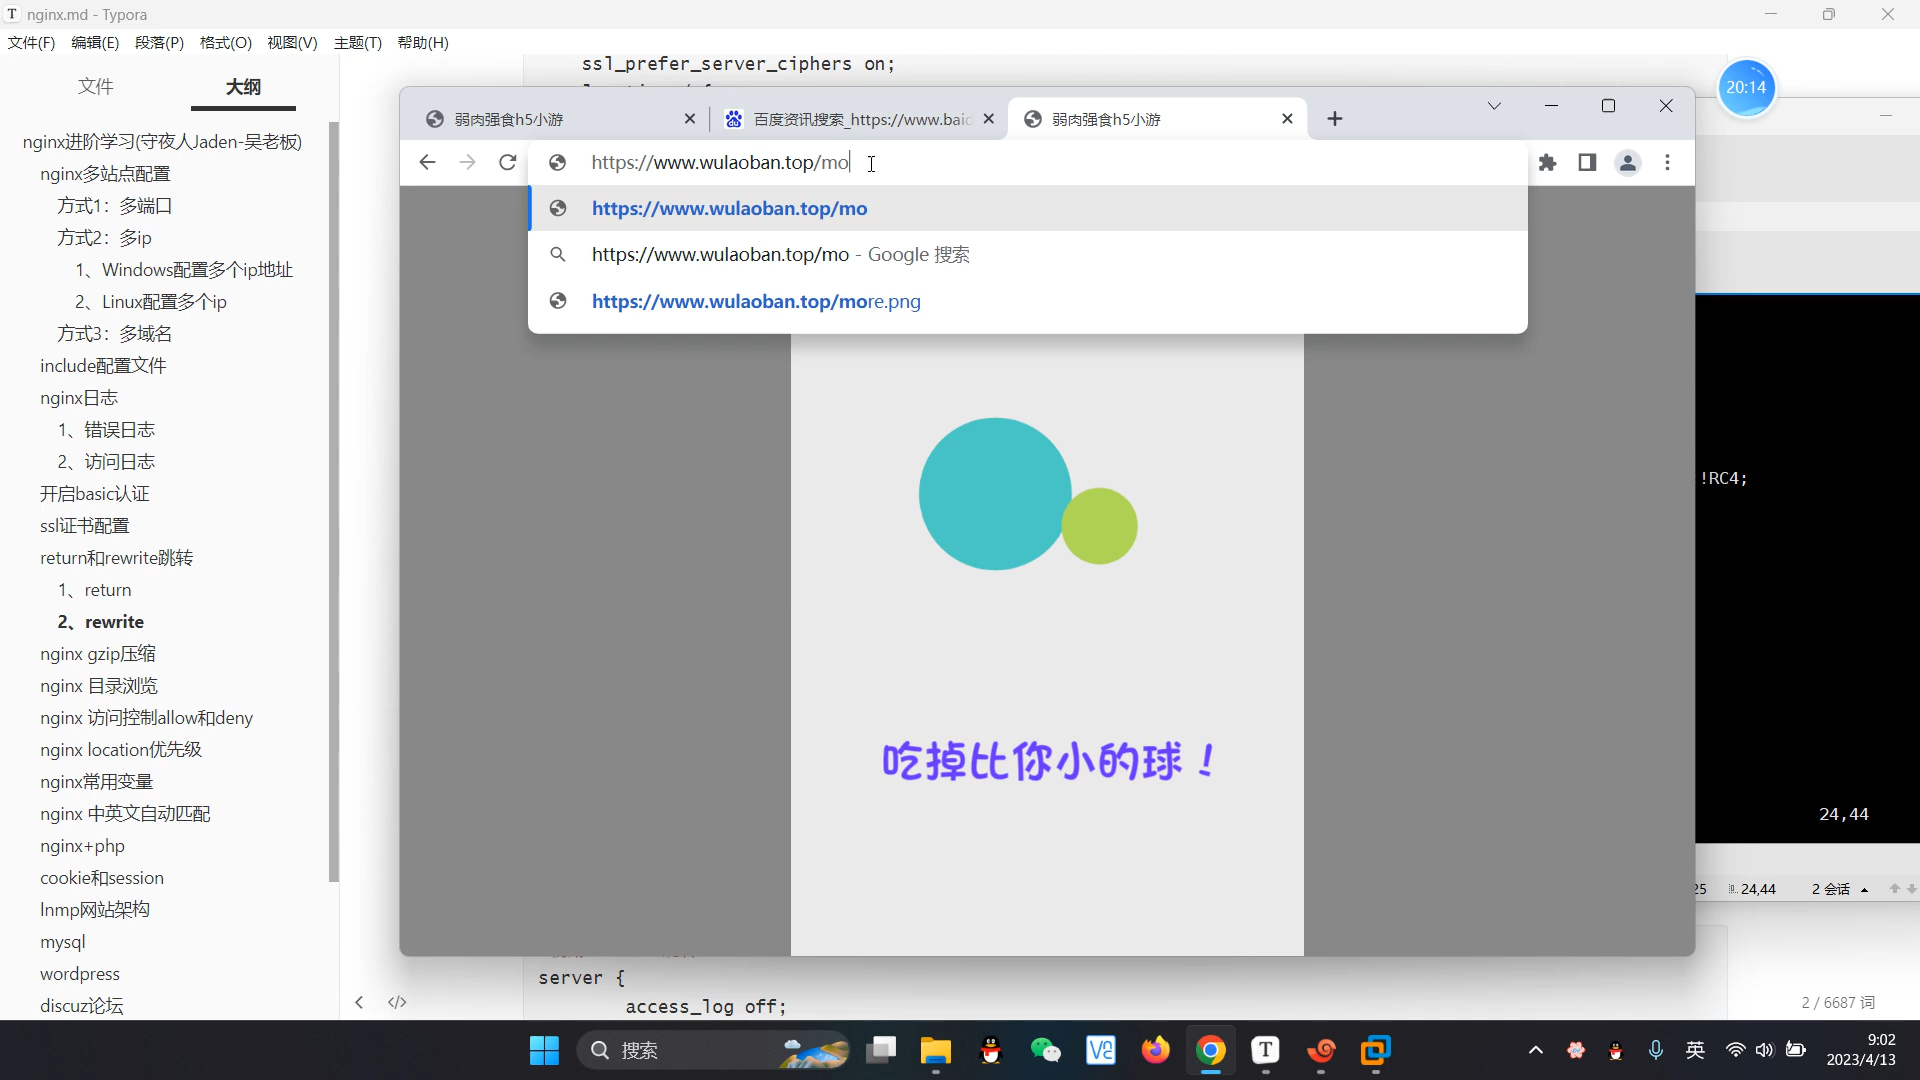 nginx.md - Typora
文件(F) 编辑(E) 段落(P) 格式(O) 视图(V) 主题(T) 帮助(H)
文件 大纲
nginx进阶学习(守夜人Jaden-吴老板)
nginx多站点配置
方式1：多端口
方式2：多ip
1、Windows配置多个ip地址
2、Linux配置多个ip
方式3：多域名
include配置文件
nginx日志
1、错误日志
2、访问日志
开启basic认证
ssl证书配置
return和rewrite跳转
1、return
2、rewrite
nginx gzip压缩
nginx 目录浏览
nginx 访问控制allow和deny
nginx location优先级
nginx常用变量
nginx 中英文自动匹配
nginx+php
cookie和session
lnmp网站架构
mysql
wordpress
discuz论坛
ssl_prefer_server_ciphers on;
20:14
弱肉强食h5小游
百度资讯搜索_https://www.baid
弱肉强食h5小游
https://www.wulaoban.top/mo
https://www.wulaoban.top/mo
https://www.wulaoban.top/mo - Google 搜索
https://www.wulaoban.top/more.png
吃掉比你小的球！
!RC4;
24,44
25 24,44 2 会话
server {
access_log off;
2 / 6687 词
搜索
英
9:02
2023/4/13